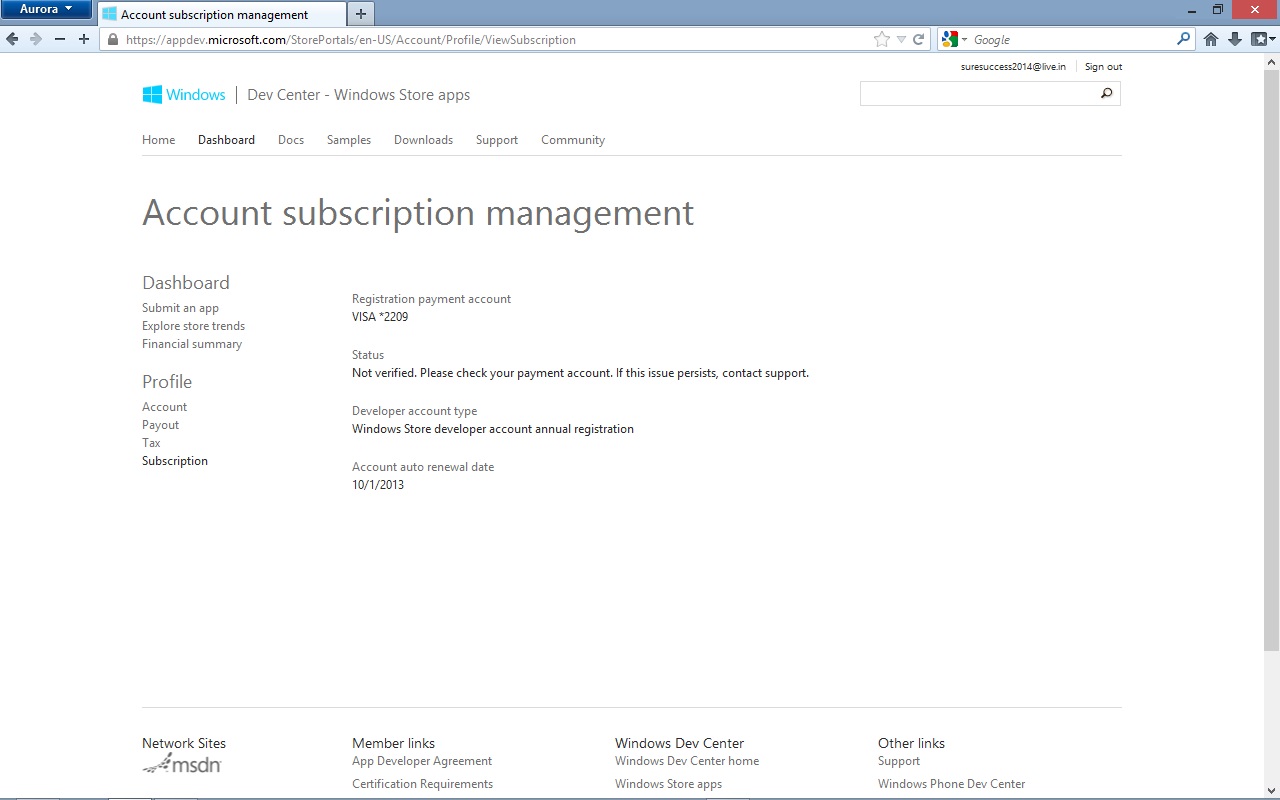 Aurora
Account subscription management
https://appdev.microsoft.com/StorePortals/en-US/Account/Profile/ViewSubscription
Google
suresuccess2014@live.in
Sign out
Windows
Dev Center - Windows Store apps
Home
Dashboard
Docs
Samples
Downloads
Support
Community
Account subscription management
Dashboard
Submit an app
Explore store trends
Financial summary
Profile
Account
Payout
Tax
Subscription
Registration payment account
VISA *2209
Status
Not verified. Please check your payment account. If this issue persists, contact support.
Developer account type
Windows Store developer account annual registration
Account auto renewal date
10/1/2013
Network Sites
msdn
Member links
App Developer Agreement
Certification Requirements
Windows Dev Center
Windows Dev Center home
Windows Store apps
Other links
Support
Windows Phone Dev Center